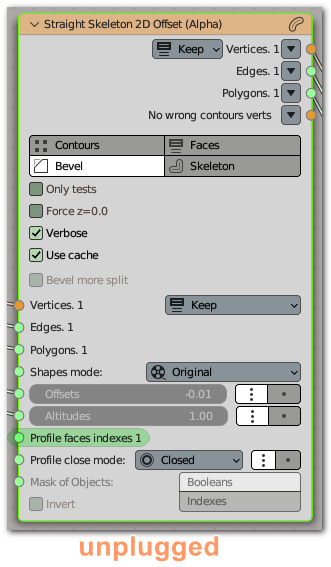 Straight Skeleton 2D Offset (Alpha)
Keep Vertices. 1
Edges. 1
Polygons. 1
No wrong contours verts
Contours Faces
Bevel Skeleton
Only tests
Force z=0.0
Verbose
Use cache
Bevel more split
Vertices. 1 Keep
Edges. 1
Polygons. 1
Shapes mode: Original
Offsets -0.01
Altitudes 1.00
Profile faces indexes 1
Profile close mode: Closed
Mask of Objects: Booleans
Indexes
Invert
unplugged